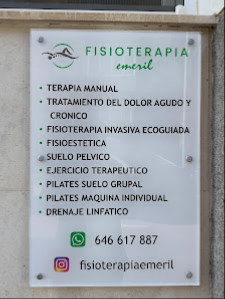 FISIOTERAPIA
emeril
• TERAPIA MANUAL
• TRATAMIENTO DEL DOLOR AGUDO Y
CRONICO
• FISIOTERAPIA INVASIVA ECOGUIADA
• FISIOESTETICA
• SUELO PELVICO
• EJERCICIO TERAPEUTICO
• PILATES SUELO GRUPAL
• PILATES MAQUINA INDIVIDUAL
• DRENAJE LINFATICO
646 617 887
fisioterapiaemeril